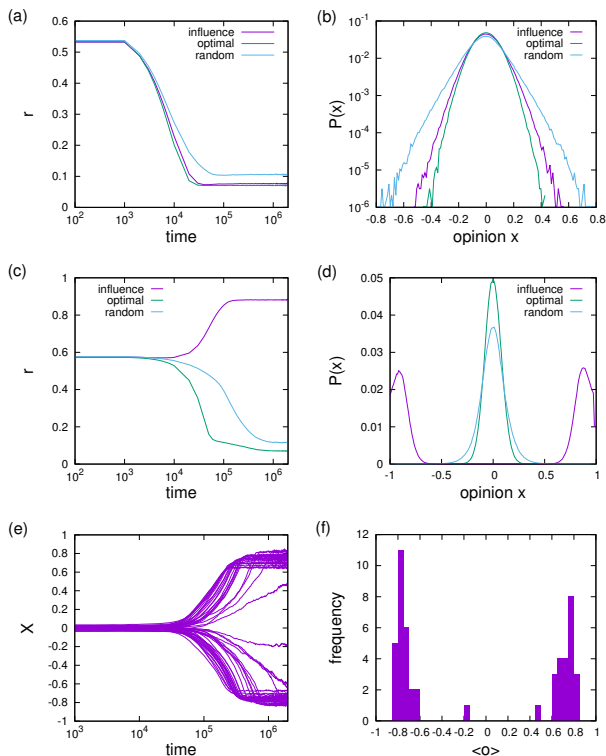 (a)
0.6
0.5
0.4
0.3
0.2
0.1
0
r
influence
optimal
random
10^2 10^3 10^4 10^5 10^6
time
(b)
10^-1
10^-2
10^-3
10^-4
10^-5
10^-6
P(x)
influence
optimal
random
-0.8 -0.6 -0.4 -0.2 0 0.2 0.4 0.6 0.8
opinion x
(c)
1
0.8
0.6
0.4
0.2
0
r
influence
optimal
random
10^2 10^3 10^4 10^5 10^6
time
(d)
0.05
0.04
0.03
0.02
0.01
0
P(x)
influence
optimal
random
-1 -0.5 0 0.5 1
opinion x
(e)
1
0.8
0.6
0.4
0.2
0
-0.2
-0.4
-0.6
-0.8
-1
X
10^3 10^4 10^5 10^6
time
(f)
12
10
8
6
4
2
0
frequency
-1 -0.8 -0.6 -0.4 -0.2 0 0.2 0.4 0.6 0.8 1
<o>